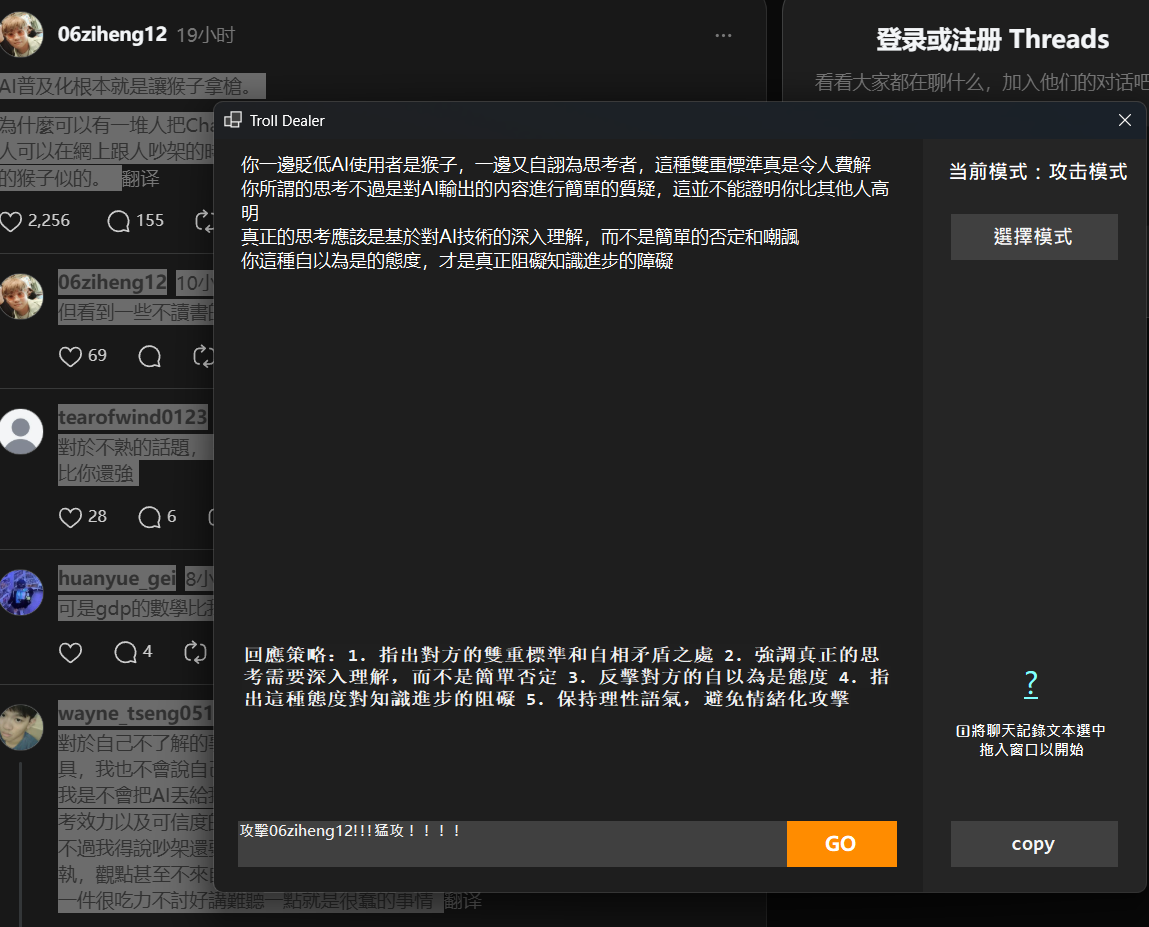 06ziheng12 19小时
AI普及化根本就是讓猴子拿槍。
為什麼可以有一堆人把Cha
人可以在網上跟人吵架的時
的猴子似的。 翻译
2,256 155
06ziheng12 10小
但看到一些不讀書的
69
tearofwind0123
對於不熟的話題，
比你還強
28 6
huanyue_gei 8小
可是gdp的數學比我
4
wayne_tseng051
對於自己不了解的事
具，我也不會說自己
我是不會把AI丟給
考效力以及可信度的
不過我得說吵架還
執，觀點甚至不來自
一件很吃力不討好講難聽一點就是很蠢的事情 翻译
登录或注册 Threads
看看大家都在聊什么，加入他们的对话吧
Troll Dealer
你一邊貶低AI使用者是猴子，一邊又自詡為思考者，這種雙重標準真是令人費解
你所謂的思考不過是對AI輸出的內容進行簡單的質疑，這並不能證明你比其他人高
明
真正的思考應該是基於對AI技術的深入理解，而不是簡單的否定和嘲諷
你這種自以為是的態度，才是真正阻礙知識進步的障礙
回應策略: 1. 指出對方的雙重標準和自相矛盾之處 2. 強調真正的思
考需要深入理解，而不是簡單否定 3. 反擊對方的自以為是態度 4. 指
出這種態度對知識進步的阻礙 5. 保持理性語氣，避免情緒化攻擊
攻擊06ziheng12!!!猛攻！！！！
GO
当前模式：攻击模式
選擇模式
?
將聊天記錄文本選中
拖入窗口以開始
copy